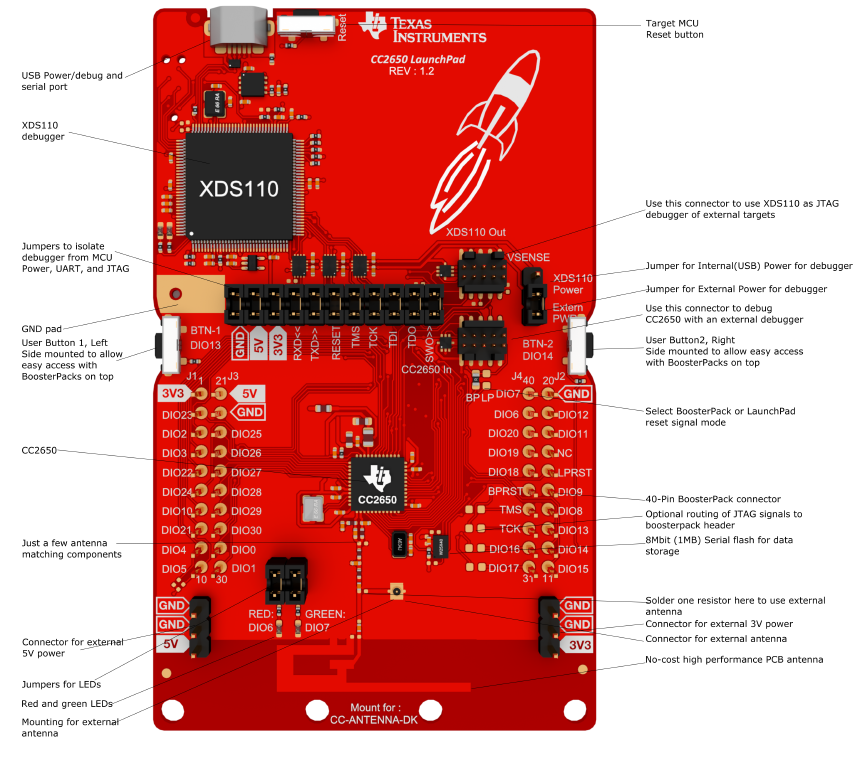 Target MCU
Reset button
Reset
TEXAS
INSTRUMENTS
CC2650 LaunchPad
REV : 1.2
USB Power/debug and
serial port
XDS110
debugger
XDS110
Use this connector to use XDS110 as JTAG
debugger of external targets
XDS110 Out
VSENSE
Jumpers to isolate
debugger from MCU
Power, UART, and JTAG
XDS110
Power
Jumper for Internal(USB) Power for debugger
Jumper for External Power for debugger
Extern
Use this connector to debug
CC2650 with an external debugger
GND pad
User Button 1, Left
Side mounted to allow
easy access with
BoosterPacks on top
BTN-1
DIO13
GND
5V
3V3
RXD<<
TXD>>
RESET
TMS
TCK
TDI
TDO
SWO>>
CC2650 In
BTN-2
DIO14
User Button2, Right
Side mounted to allow easy access
with BoosterPacks on top
BP LP
J1 1 21 J3
3V3 5V
DIO23 GND
DIO2 DIO25
DIO3 DIO26
DIO22 DIO27
DIO24 DIO28
DIO10 DIO29
DIO21 DIO30
DIO4 DIO0
DIO5 DIO1
10 30
J4 40 20 J2
DIO7 GND
DIO6 DIO12
DIO20 DIO11
DIO19 NC
DIO18 LPRST
BPRST DIO9
TMS DIO8
TCK DIO13
DIO16 DIO14
DIO17 DIO15
31 11
Select BoosterPack or LaunchPad
reset signal mode
CC2650
CC2650
40-Pin BoosterPack connector
Optional routing of JTAG signals to
boosterpack header
8Mbit (1MB) Serial flash for data
storage
Just a few antenna
matching components
Solder one resistor here to use external
antenna
Connector for external 3V power
Connector for external antenna
No-cost high performance PCB antenna
GND
GND
5V
RED: GREEN:
DIO6 DIO7
GND
GND
3V3
Connector for external
5V power
Jumpers for LEDs
Red and green LEDs
Mounting for external
antenna
Mount for :
CC-ANTENNA-DK